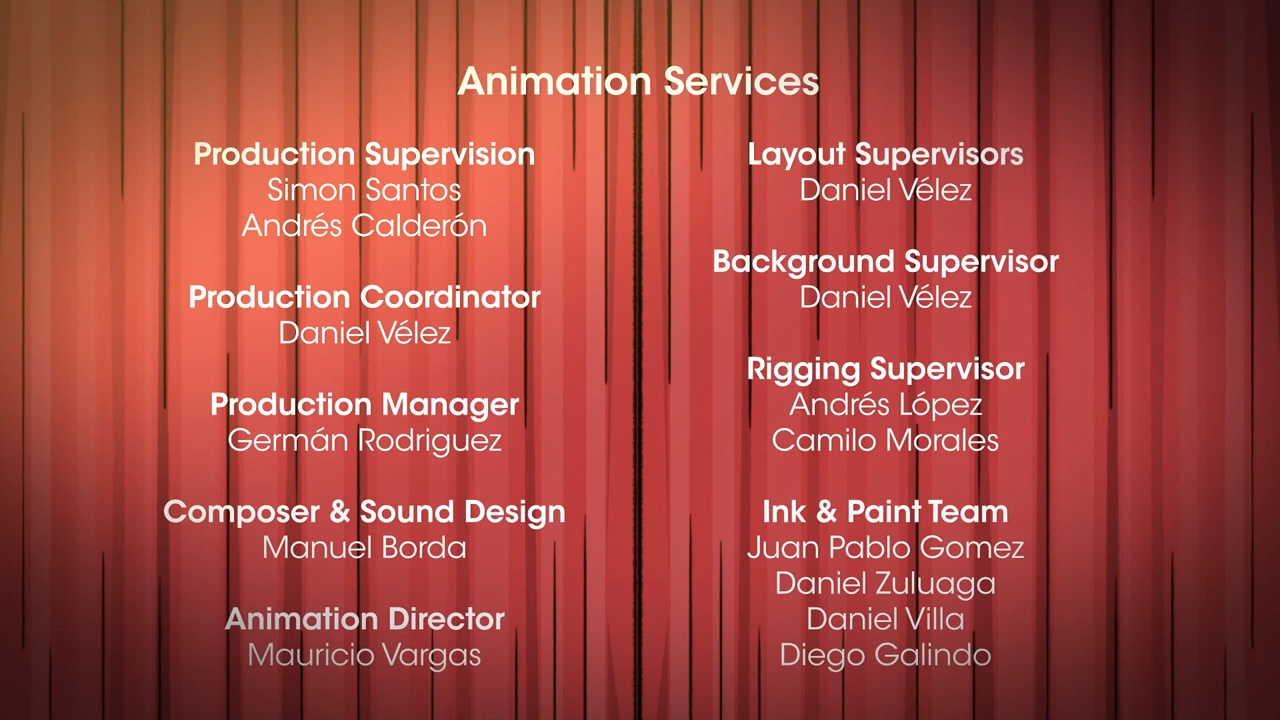 Animation Services
Production Supervision
Simon Santos
Andrés Calderón
Production Coordinator
Daniel Vélez
Production Manager
Germán Rodriguez
Composer & Sound Design
Manuel Borda
Animation Director
Mauricio Vargas
Layout Supervisors
Daniel Vélez
Background Supervisor
Daniel Vélez
Rigging Supervisor
Andrés López
Camilo Morales
Ink & Paint Team
Juan Pablo Gomez
Daniel Zuluaga
Daniel Villa
Diego Galindo